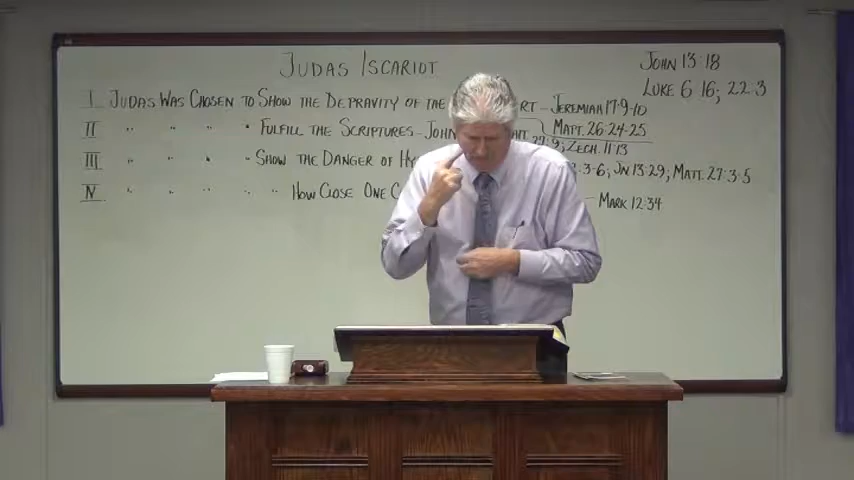 JUDAS ISCARIOT
JOHN 13:18
LUKE 6 16; 22:3
I JUDAS WAS CHOSEN TO SHOW THE DEPRAVITY OF THE RT - JEREMIAH 17:9-10
II " " " " FULFILL THE SCRIPTURES - JOHN MATT. 26:24-25
27:9; ZECH. 11:13
III " " " " SHOW THE DANGER OF HY 3-6; JN 13:29; MATT. 27:3-5
IV " " " " " HOW CLOSE ONE C - MARK 12:34